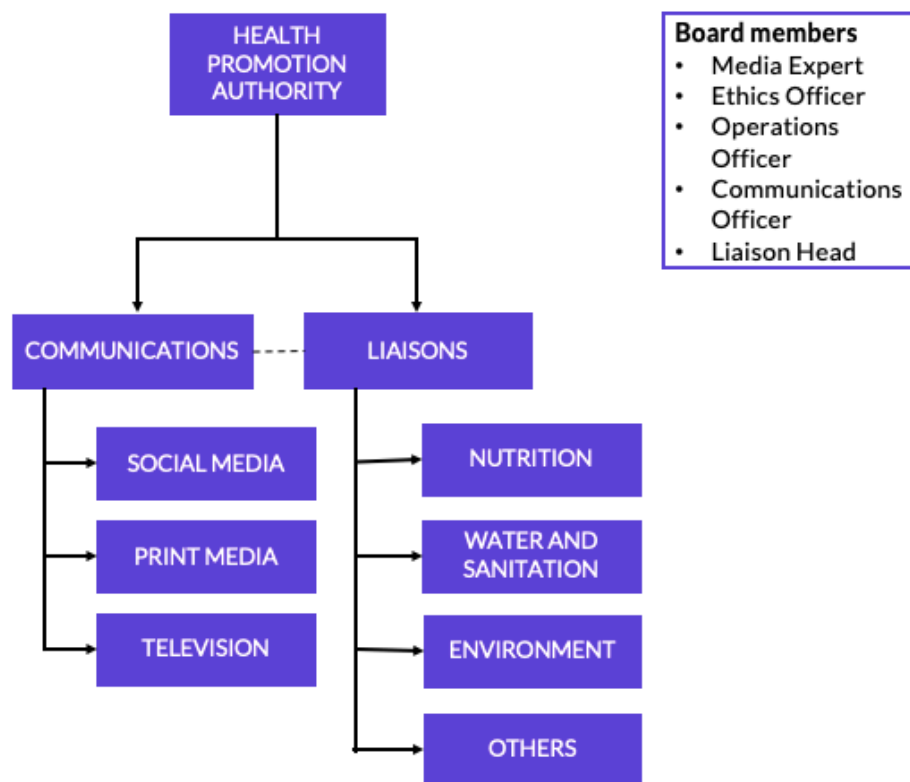 HEALTH
PROMOTION
AUTHORITY
Board members
• Media Expert
• Ethics Officer
• Operations
Officer
• Communications
Officer
• Liaison Head
COMMUNICATIONS
LIAISONS
SOCIAL MEDIA
PRINT MEDIA
TELEVISION
NUTRITION
WATER AND
SANITATION
ENVIRONMENT
OTHERS